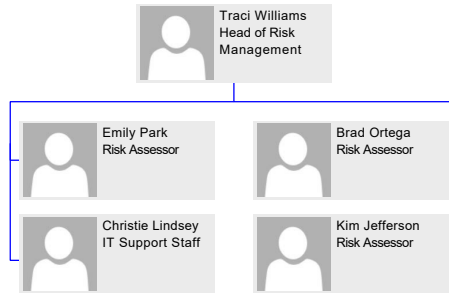 Traci Williams
Head of Risk
Management
Emily Park
Risk Assessor
Brad Ortega
Risk Assessor
Christie Lindsey
IT Support Staff
Kim Jefferson
Risk Assessor